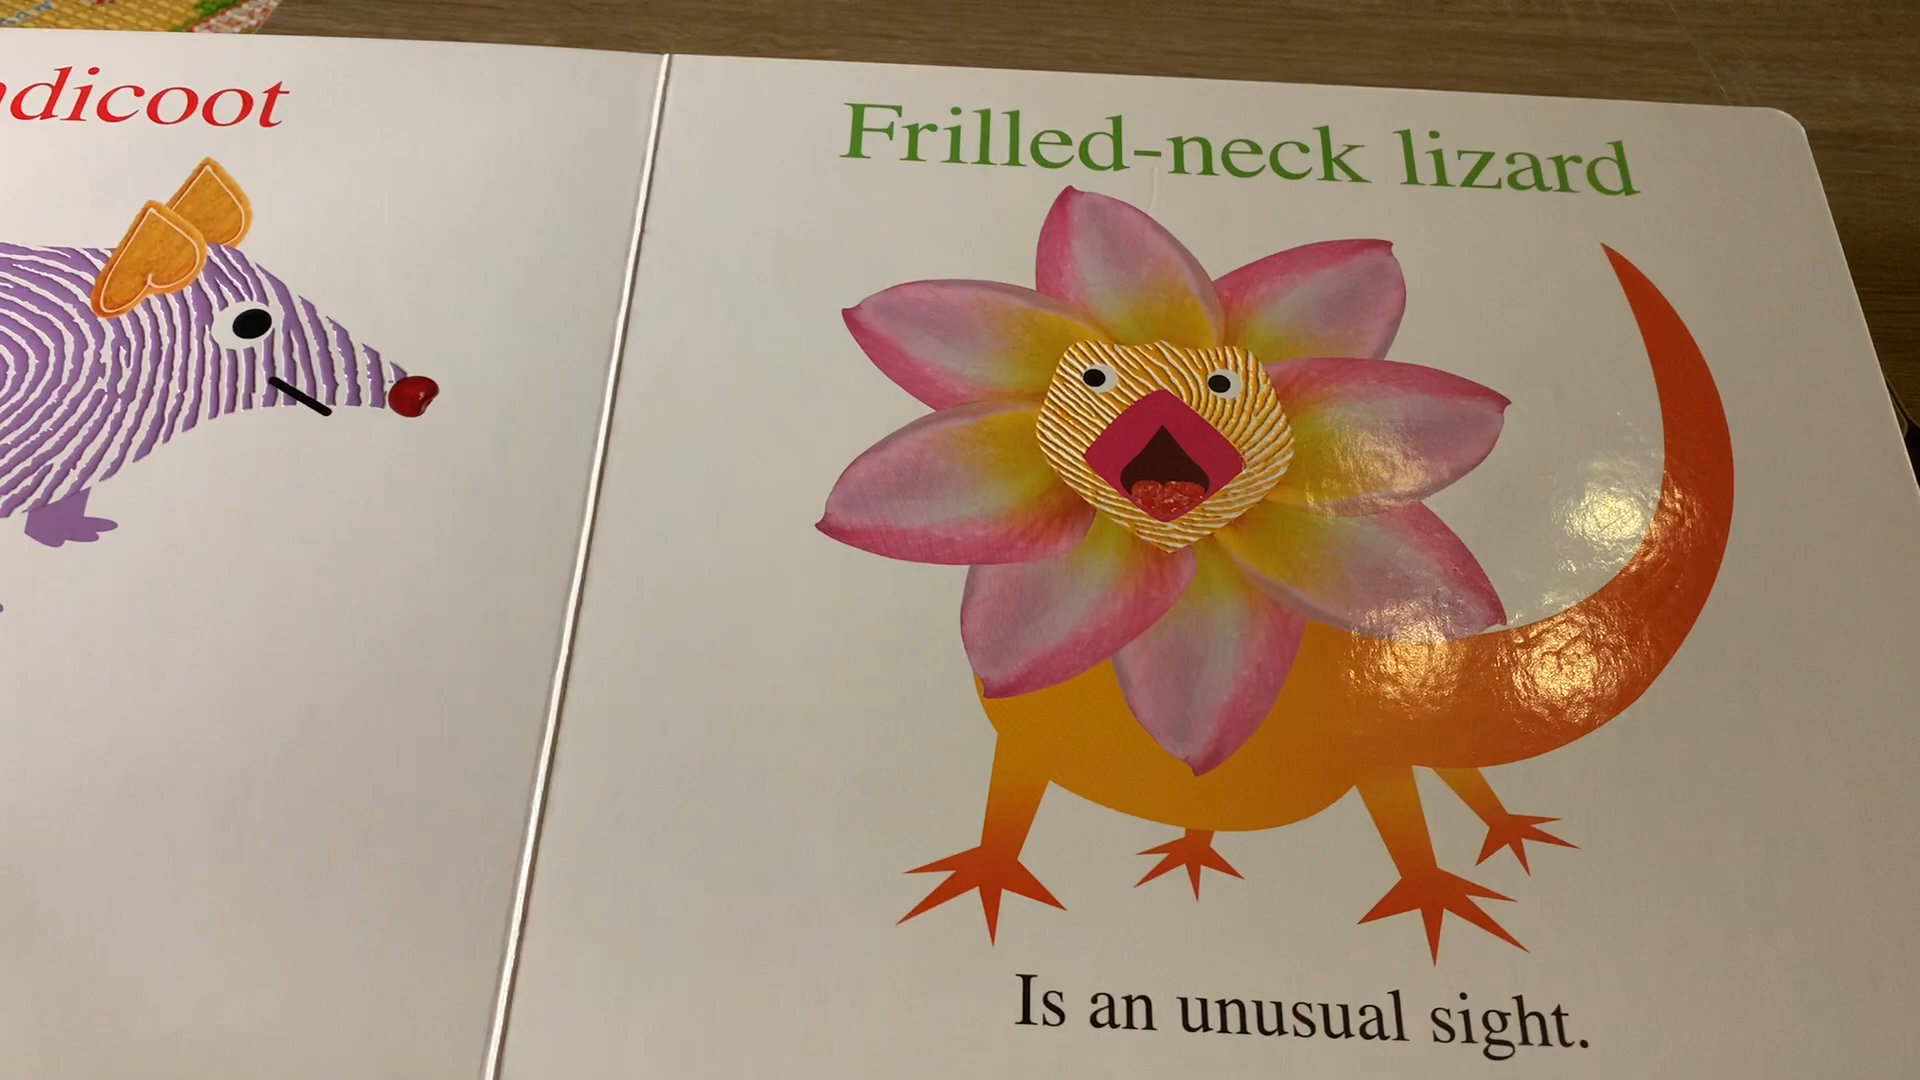 ndicoot
Frilled-neck lizard
Is an unusual sight.